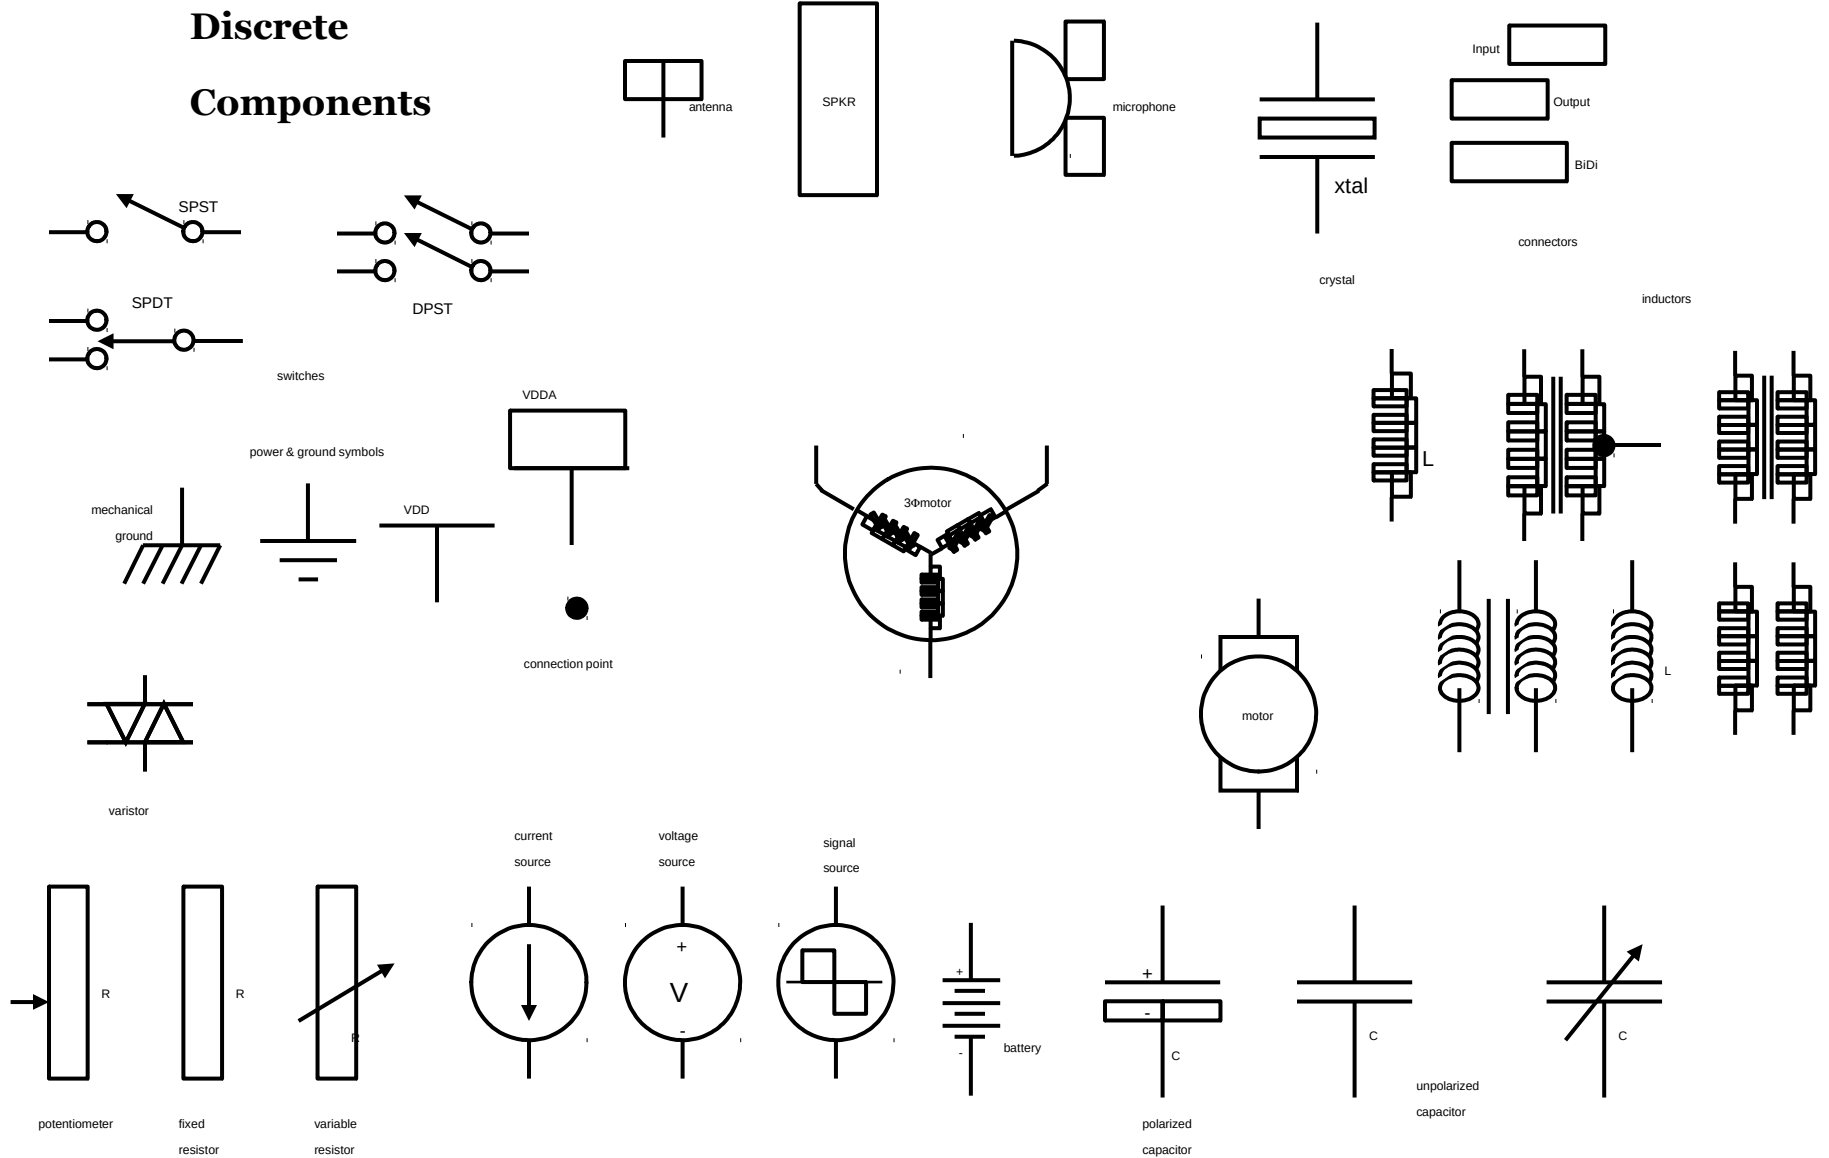 Discrete
Components
antenna
SPKR
microphone
xtal
crystal
Input
Output
BiDi
connectors
SPST
DPST
SPDT
switches
inductors
L
L
power & ground symbols
mechanical
ground
VDD
VDDA
connection point
3Φmotor
motor
varistor
current
source
voltage
source
signal
source
R
potentiometer
R
fixed
resistor
R
variable
resistor
+
V
-
+
-
battery
+
-
C
polarized
capacitor
C
unpolarized
capacitor
C